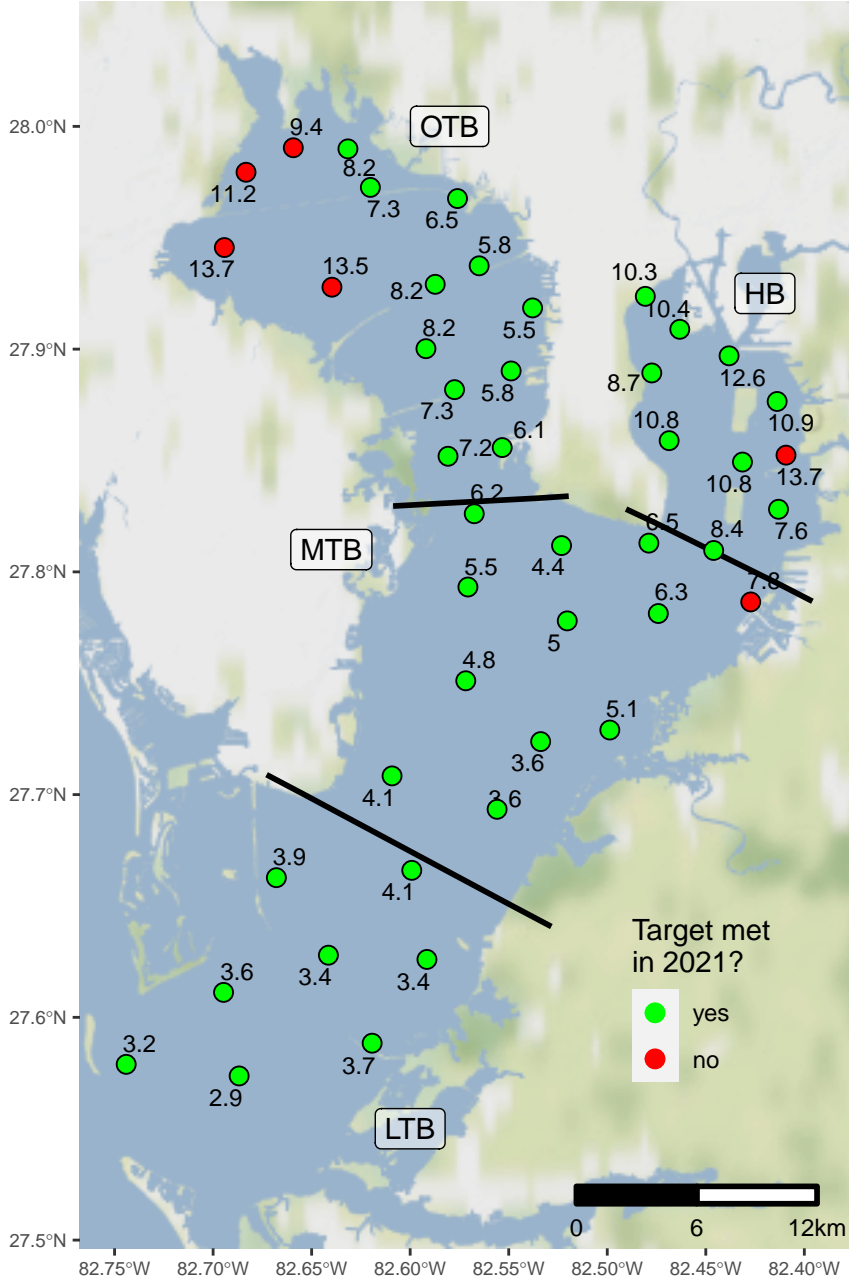 28.0°N
9.4
OTB
8.2
11.2
7.3
6.5
13.7
13.5
5.8
8.2
10.3
HB
10.4
5.5
27.9°N
8.2
12.6
5.8
8.7
7.3
10.9
6.1
7.2
10.8
10.8
13.7
6.2
MTB
6.5
8.4
7.6
4.4
27.8°N
5.5
7.8
6.3
5
4.8
5.1
3.6
27.7°N
4.1
3.6
3.9
4.1
Target met
in 2021?
3.6
3.4
3.4
yes
27.6°N
3.2
no
3.7
2.9
LTB
0 6 12km
27.5°N
82.75°W 82.70°W 82.65°W 82.60°W 82.55°W 82.50°W 82.45°W 82.40°W